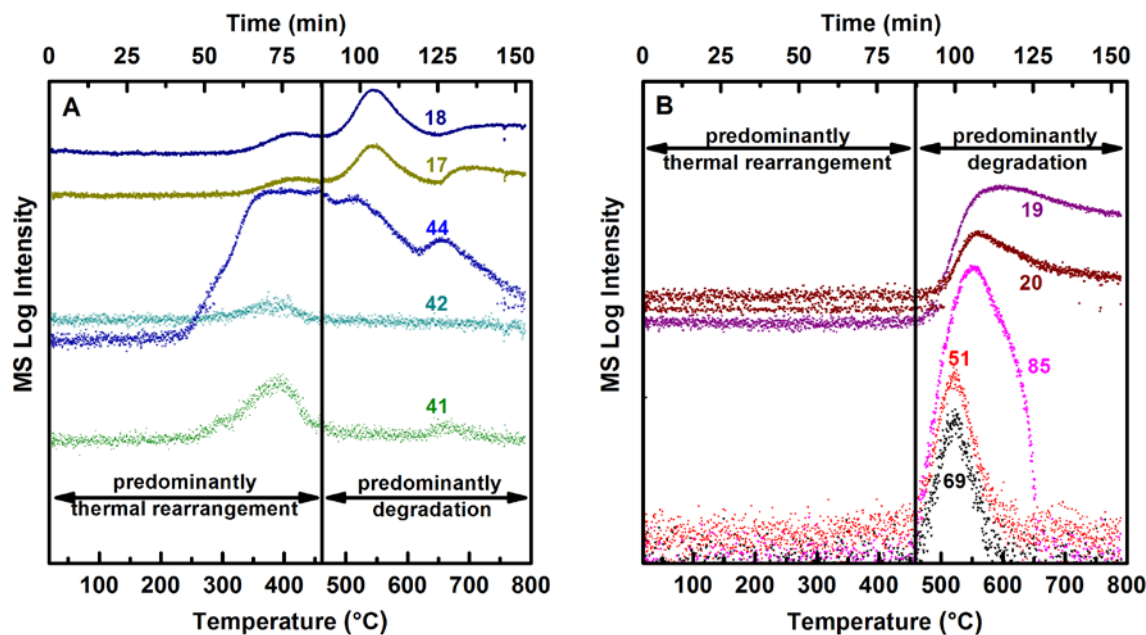 Time (min)
0 25 50 75 100 125 150
A
18
17
44
42
41
predominantly
thermal rearrangement
predominantly
degradation
MS Log Intensity
100 200 300 400 500 600 700 800
Temperature (°C)
Time (min)
0 25 50 75 100 125 150
B
predominantly
thermal rearrangement
predominantly
degradation
19
20
51
85
69
MS Log Intensity
100 200 300 400 500 600 700 800
Temperature (°C)